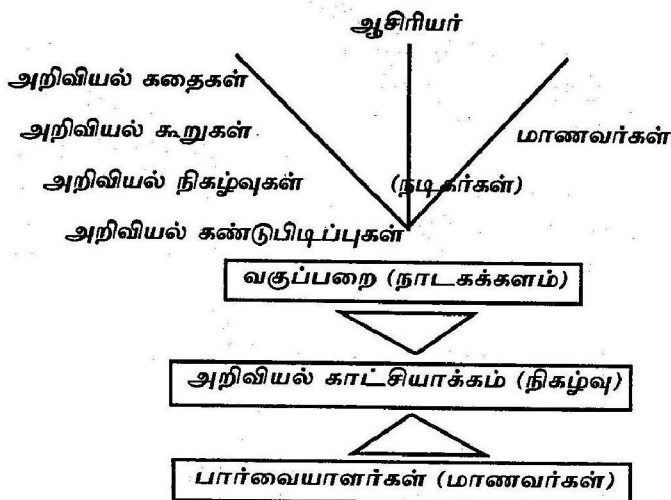 ஆசிரியர்
அறிவியல் கதைகள்
அறிவியல் கூறுகள்
மாணவர்கள்
அறிவியல் நிகழ்வுகள்
(நடிகர்கள்)
அறிவியல் கண்டுபிடிப்புகள்
வகுப்பறை (நாடகக்களம்)
அறிவியல் காட்சியாக்கம் (நிகழ்வு)
பார்வையாளர்கள் (மாணவர்கள்)